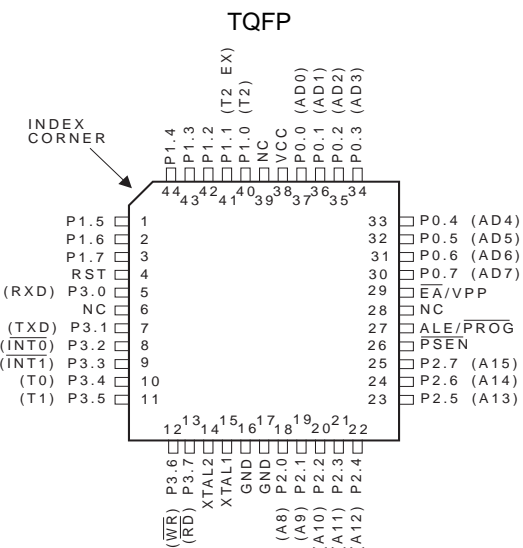 TQFP
INDEX
CORNER
P1.4
P1.3
P1.2
P1.1 (T2 EX)
P1.0 (T2)
NC
VCC
P0.0 (AD0)
P0.1 (AD1)
P0.2 (AD2)
P0.3 (AD3)
44 43 42 41 40 39 38 37 36 35 34
P1.5 1
P1.6 2
P1.7 3
RST 4
(RXD) P3.0 5
NC 6
(TXD) P3.1 7
(INT0) P3.2 8
(INT1) P3.3 9
(T0) P3.4 10
(T1) P3.5 11
33 P0.4 (AD4)
32 P0.5 (AD5)
31 P0.6 (AD6)
30 P0.7 (AD7)
29 EA/VPP
28 NC
27 ALE/PROG
26 PSEN
25 P2.7 (A15)
24 P2.6 (A14)
23 P2.5 (A13)
12 13 14 15 16 17 18 19 20 21 22
(WR) P3.6
(RD) P3.7
XTAL2
XTAL1
GND
GND
(A8) P2.0
(A9) P2.1
(A10) P2.2
(A11) P2.3
(A12) P2.4